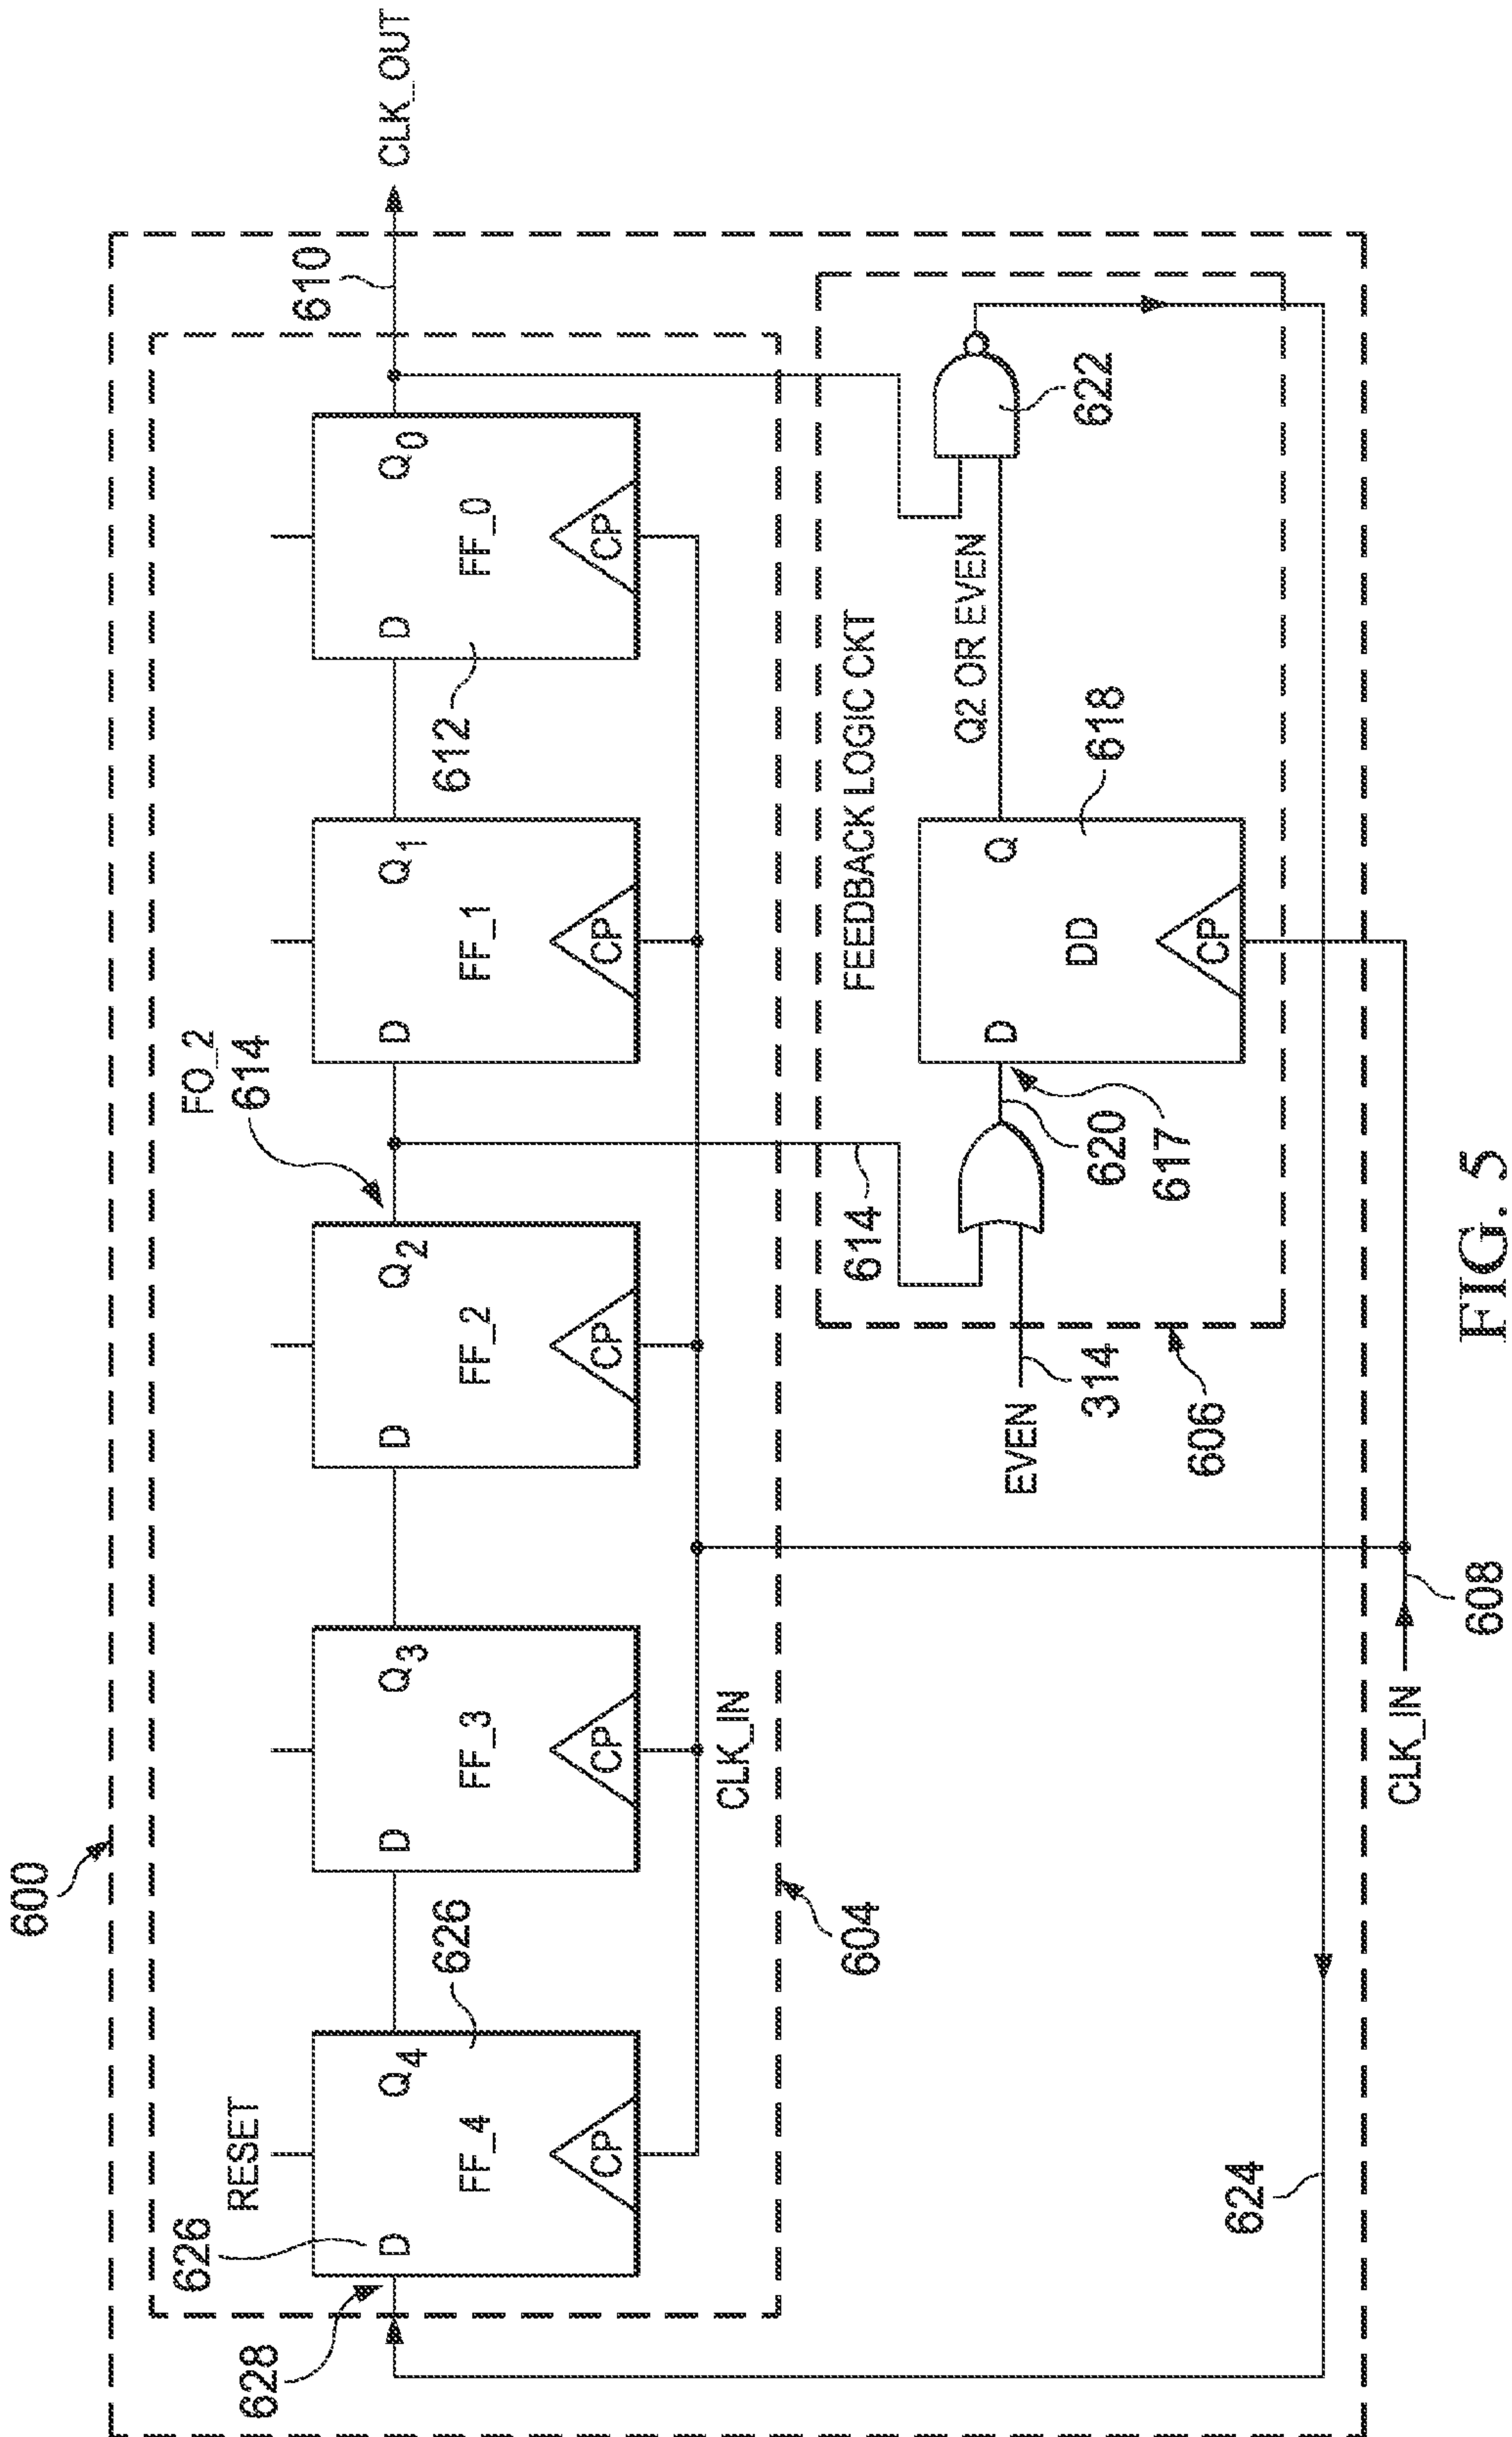 600
RESET
626
628
D
Q4
FF_4
CP
626
D
Q3
FF_3
CP
D
Q2
FF_2
CP
FO_2
614
D
Q1
FF_1
CP
D
Q0
FF_0
CP
612
610
CLK_OUT
CLK_IN
604
FEEDBACK LOGIC CKT
614
EVEN
314
606
620
617
D
Q
DD
CP
618
Q2 OR EVEN
622
624
CLK_IN
608
FIG. 5